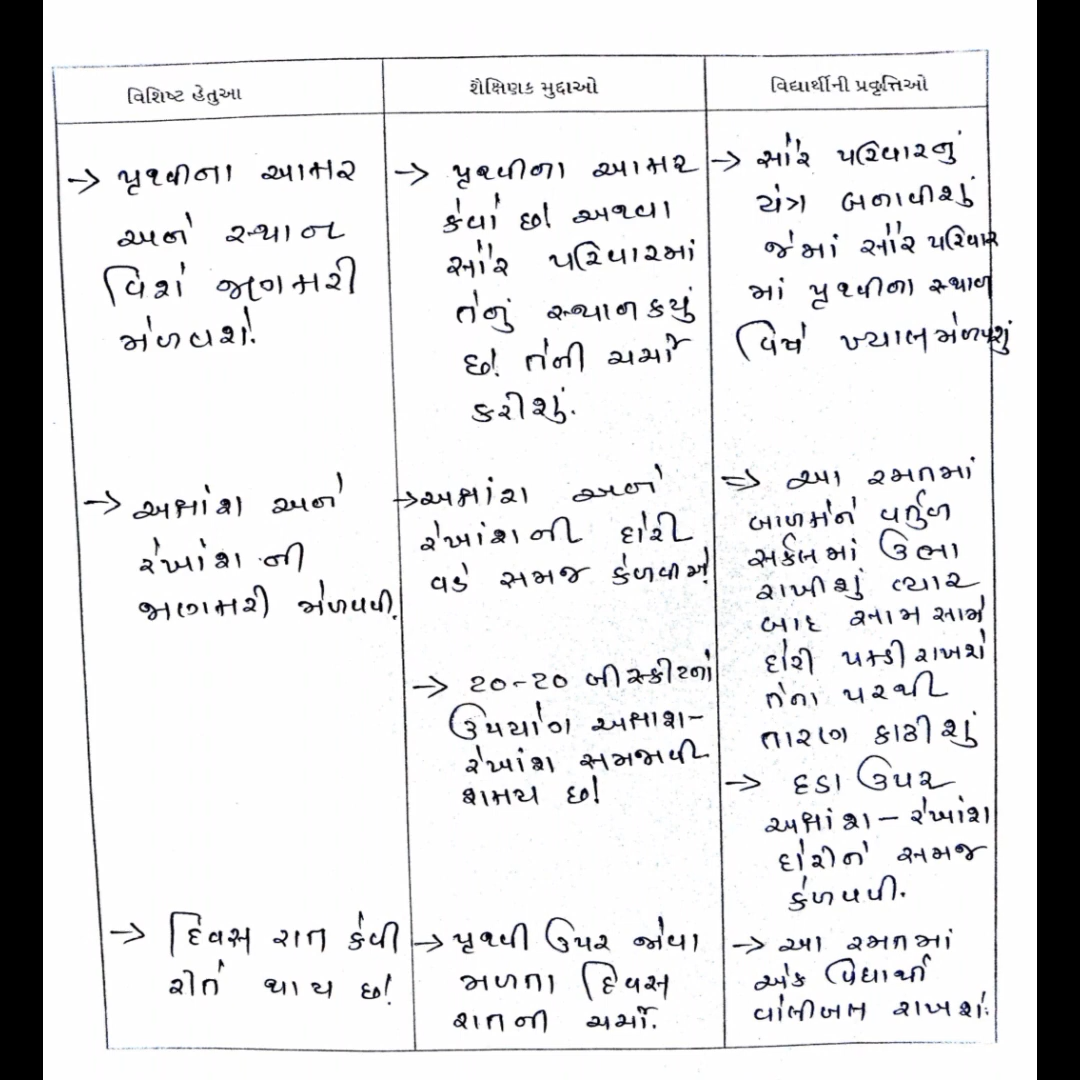 વિશિષ્ટ હેતુઆ
શૈક્ષિણક મુદ્દાઓ
વિદ્યાર્થીની પ્રવૃત્તિઓ
→ પૃથ્વીના આકાર
અને સ્થાન
વિશે જાણકારી
મેળવશે.
→ અક્ષાંશ અને
રેખાંશ ની
જાણકારી મેળવવી.
→ દિવસ રાત કેવી
રીતે થાય છે!
→ પૃથ્વીના આકાર
કેવો છે! અથવા
સૌર પરિવારમાં
તેનું સ્થાન કયું
છે! તેની ચર્ચા
કરીશું.
→ અક્ષાંશ અને
રેખાંશની દોરી
વડે સમજ કેળવીએ
→ ૨૦-૨૦ બીસ્કીટનો
ઉપયોગ અક્ષાશ-
રેખાંશ સમજાવી
શકાય છે!
→ પૃથ્વી ઉપર જોવા
મળતા દિવસ
રાતની ચર્ચા.
→ સૌર પરિવારનું
યંત્ર બનાવીશું
જેમાં સૌર પરિવાર
માં પૃથ્વીના સ્થાન
વિષે ખ્યાલ મેળવશું
⇒ આ રમતમાં
બાળકોને વર્તુળ
સર્કલમાં ઉભા
રાખીશું ત્યાર
બાદ સામ સામે
દોરી પકડી રાખશે
તેના પરથી
તારણ કાઢીશું
→ દડા ઉપર
અક્ષાંશ - રેખાંશ
દોરીને સમજ
કેળવવી.
→ આ રમતમાં
એક વિદ્યાર્થી
વોલીબલ રાખશે: